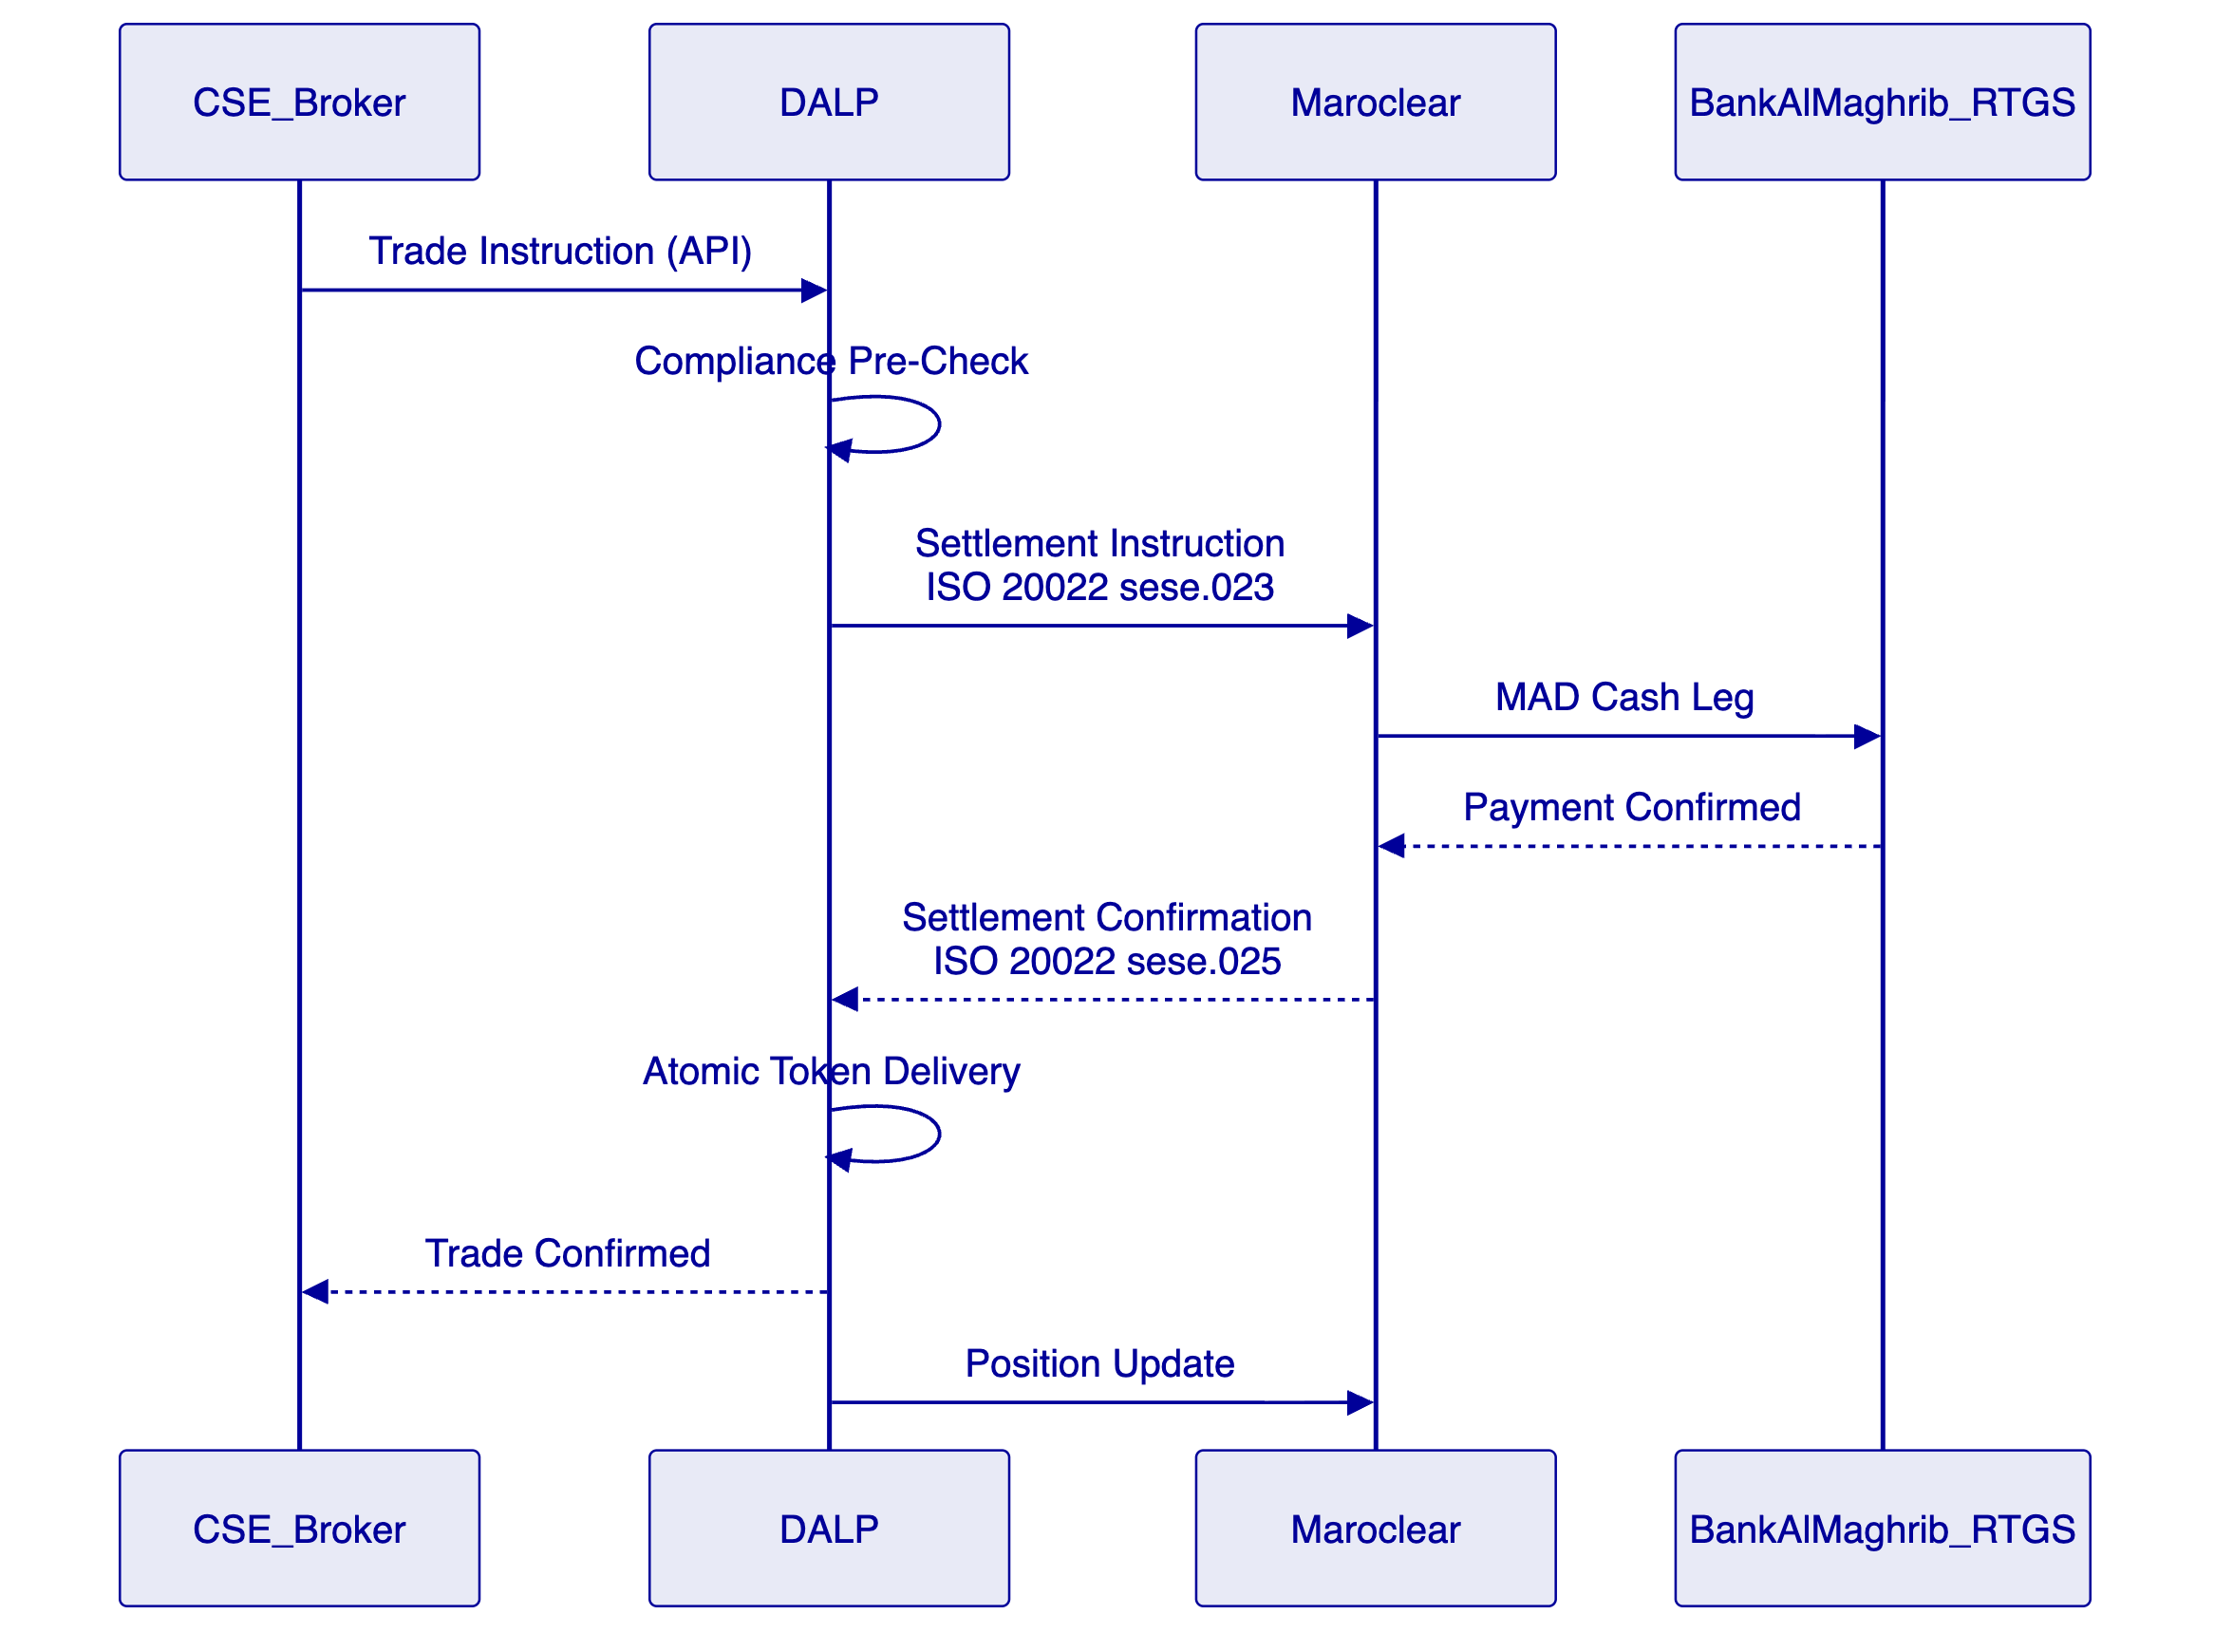 CSE_Broker
DALP
Maroclear
BankAlMaghrib_RTGS
Trade Instruction (API)
Compliance Pre-Check
Settlement Instruction
ISO 20022 sese.023
MAD Cash Leg
Payment Confirmed
Settlement Confirmation
ISO 20022 sese.025
Atomic Token Delivery
Trade Confirmed
Position Update
CSE_Broker
DALP
Maroclear
BankAlMaghrib_RTGS